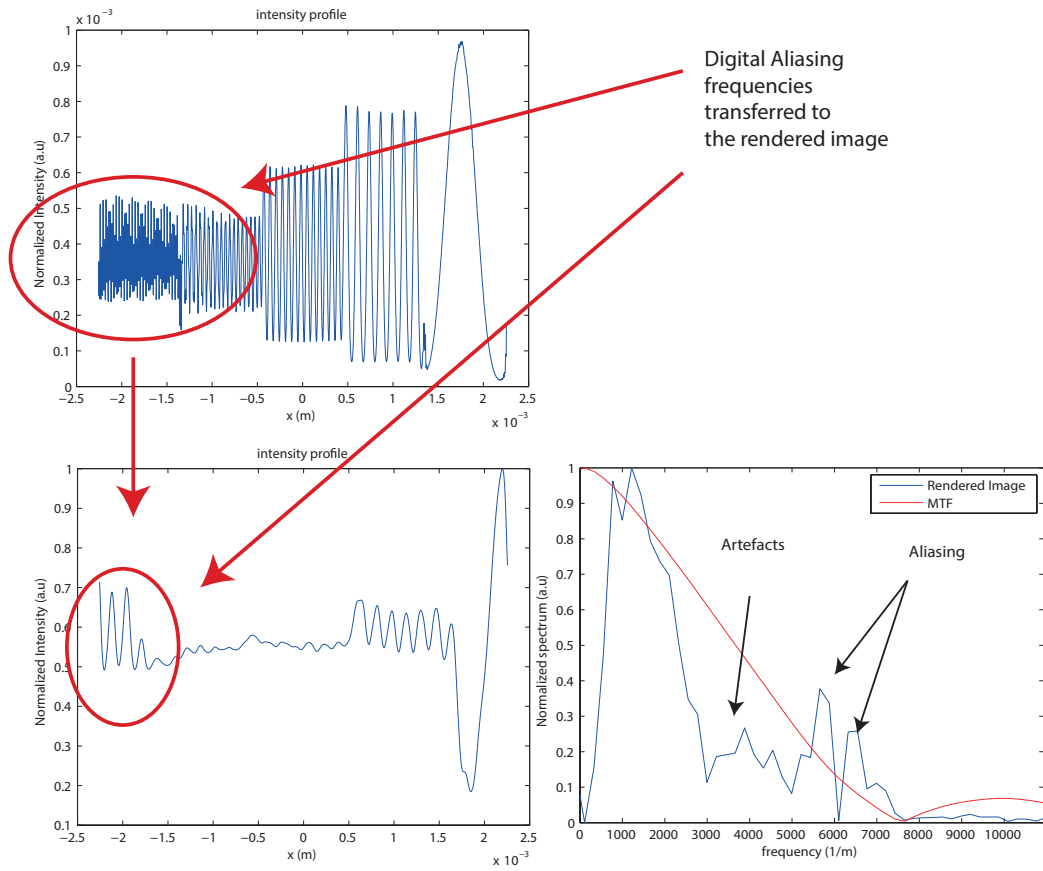 x 10⁻³
intensity profile
1
0.9
0.8
0.7
0.6
0.5
0.4
0.3
0.2
0.1
0
Normalized Intensity (a.u)
−2.5 −2 −1.5 −1 −0.5 0 0.5 1 1.5 2 2.5
x (m)
x 10⁻³
Digital Aliasing
frequencies
transferred to
the rendered image
intensity profile
1
0.9
0.8
0.7
0.6
0.5
0.4
0.3
0.2
0.1
Normalized Intensity (a.u)
−2.5 −2 −1.5 −1 −0.5 0 0.5 1 1.5 2 2.5
x (m)
x 10⁻³
1
0.9
0.8
0.7
0.6
0.5
0.4
0.3
0.2
0.1
0
Normalized spectrum (a.u)
Rendered Image
MTF
Artefacts
Aliasing
0 1000 2000 3000 4000 5000 6000 7000 8000 9000 10000
frequency (1/m)